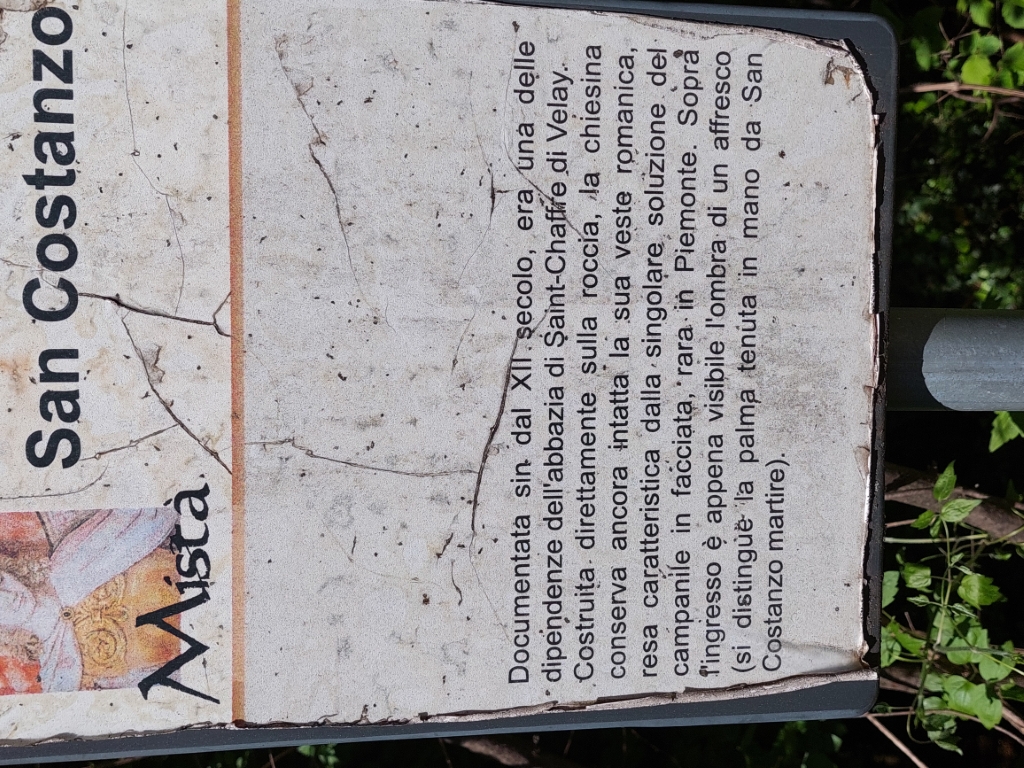 San Costanzo
Mistà
Documentata sin dal XII secolo, era una delle
dipendenze dell'abbazia di Saint-Chaffre di Velay.
Costruita direttamente sulla roccia, la chiesina
conserva ancora intatta la sua veste romanica,
resa caratteristica dalla singolare soluzione del
campanile in facciata, rara in Piemonte. Sopra
l'ingresso è appena visibile l'ombra di un affresco
(si distingue la palma tenuta in mano da San
Costanzo martire).